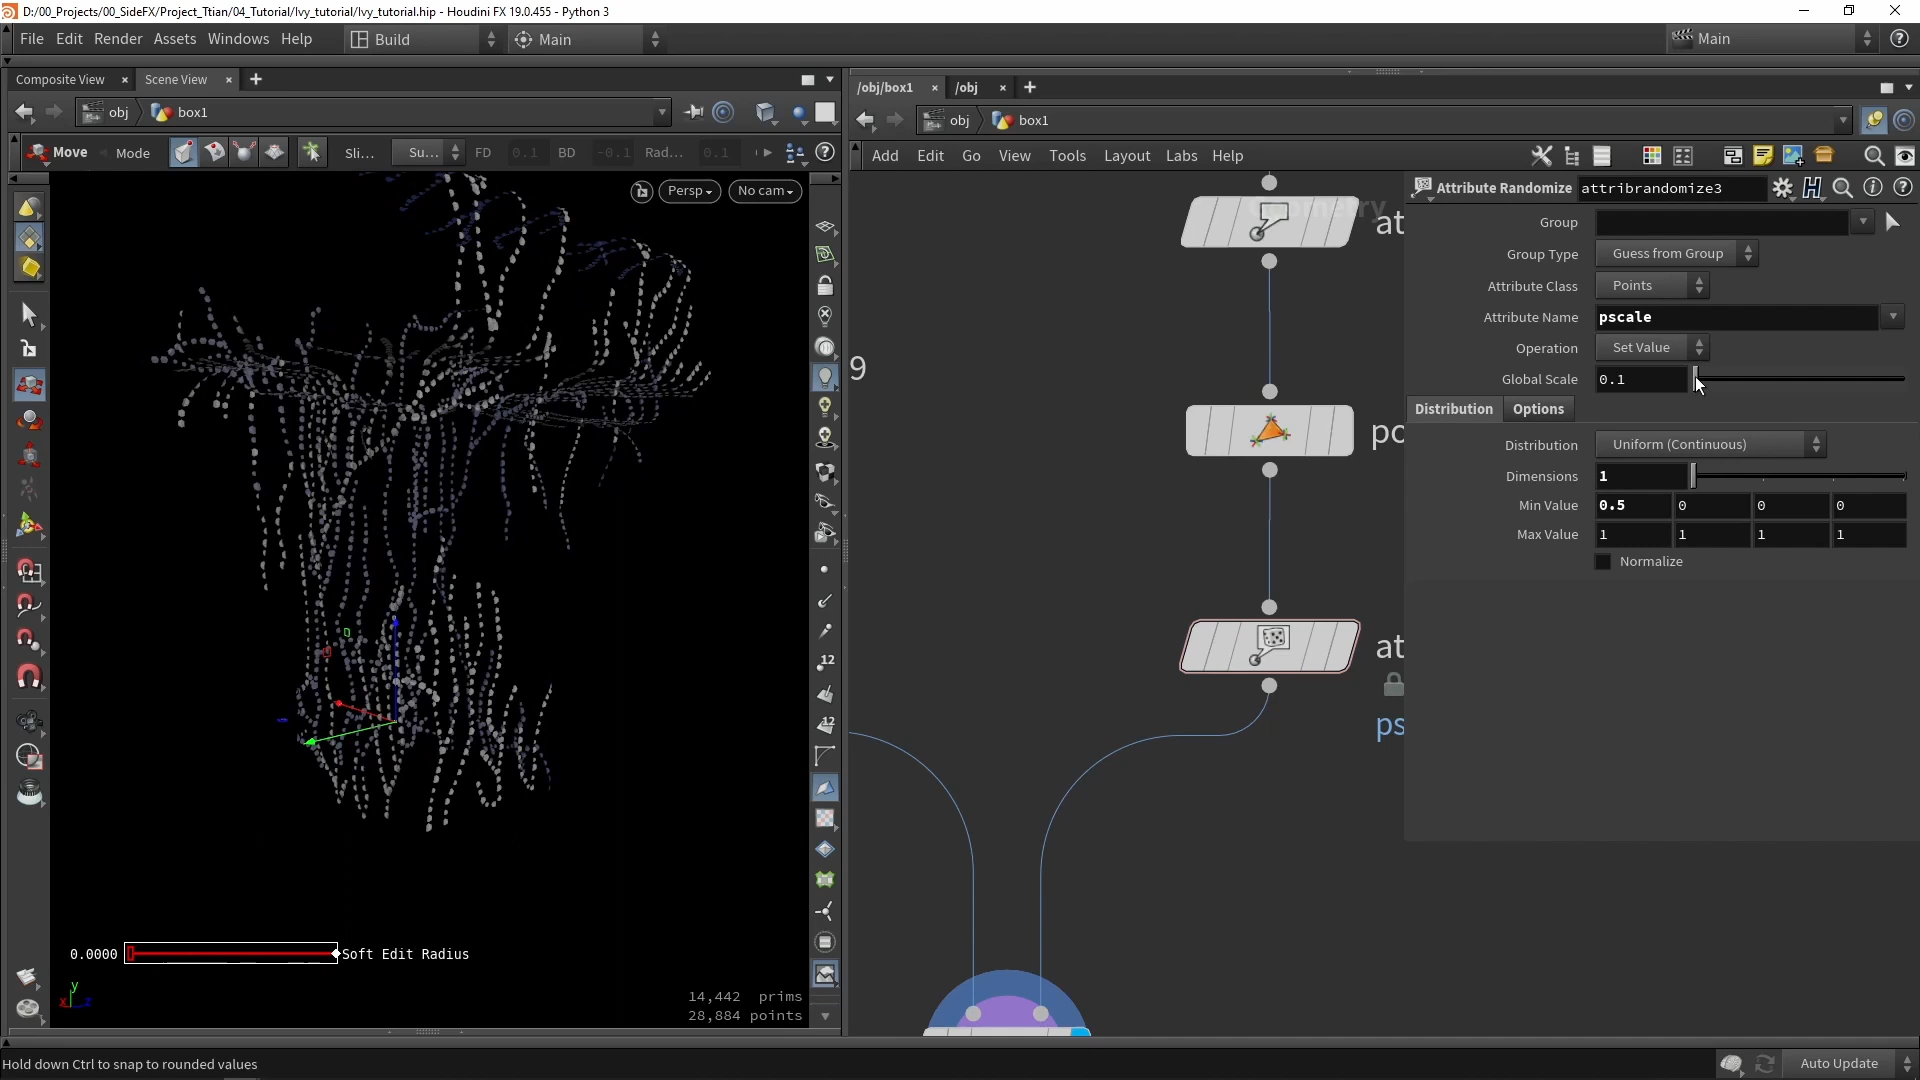 D:/00_Projects/00_SideFX/Project_Ttian/04_Tutorial/Ivy_tutorial/Ivy_tutorial.hip - Houdini FX 19.0.455 - Python 3
File Edit Render Assets Windows Help Build Main Main
Composite View Scene View
obj box1
Move Mode Sli... Su... FD 0.1 BD -0.1 Rad... 0.1
Persp No cam
12
12
0.0000 Soft Edit Radius
y
x z
14,442 prims
28,884 points
/obj/box1 /obj
obj box1
Add Edit Go View Tools Layout Labs Help
at
9
po
at
ps
Attribute Randomize attribrandomize3
Group
Group Type Guess from Group
Attribute Class Points
Attribute Name pscale
Operation Set Value
Global Scale 0.1
Distribution Options
Distribution Uniform (Continuous)
Dimensions 1
Min Value 0.5 0 0 0
Max Value 1 1 1 1
Normalize
Hold down Ctrl to snap to rounded values
Auto Update